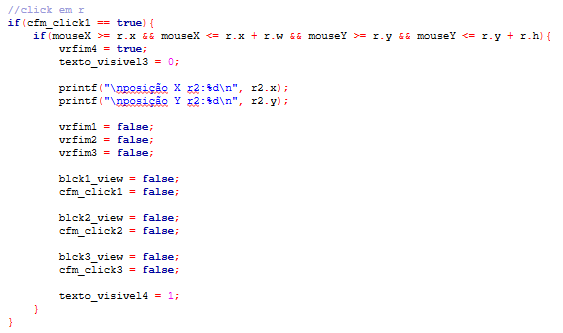 //click em r
if(cfm_click1 == true){
if(mouseX >= r.x && mouseX <= r.x + r.w && mouseY >= r.y && mouseY <= r.y + r.h){
vrfim4 = true;
texto_visivel3 = 0;
printf("\nposição X r2:%d\n", r2.x);
printf("\nposição Y r2:%d\n", r2.y);
vrfim1 = false;
vrfim2 = false;
vrfim3 = false;
blck1_view = false;
cfm_click1 = false;
blck2_view = false;
cfm_click2 = false;
blck3_view = false;
cfm_click3 = false;
texto_visivel4 = 1;
}
}